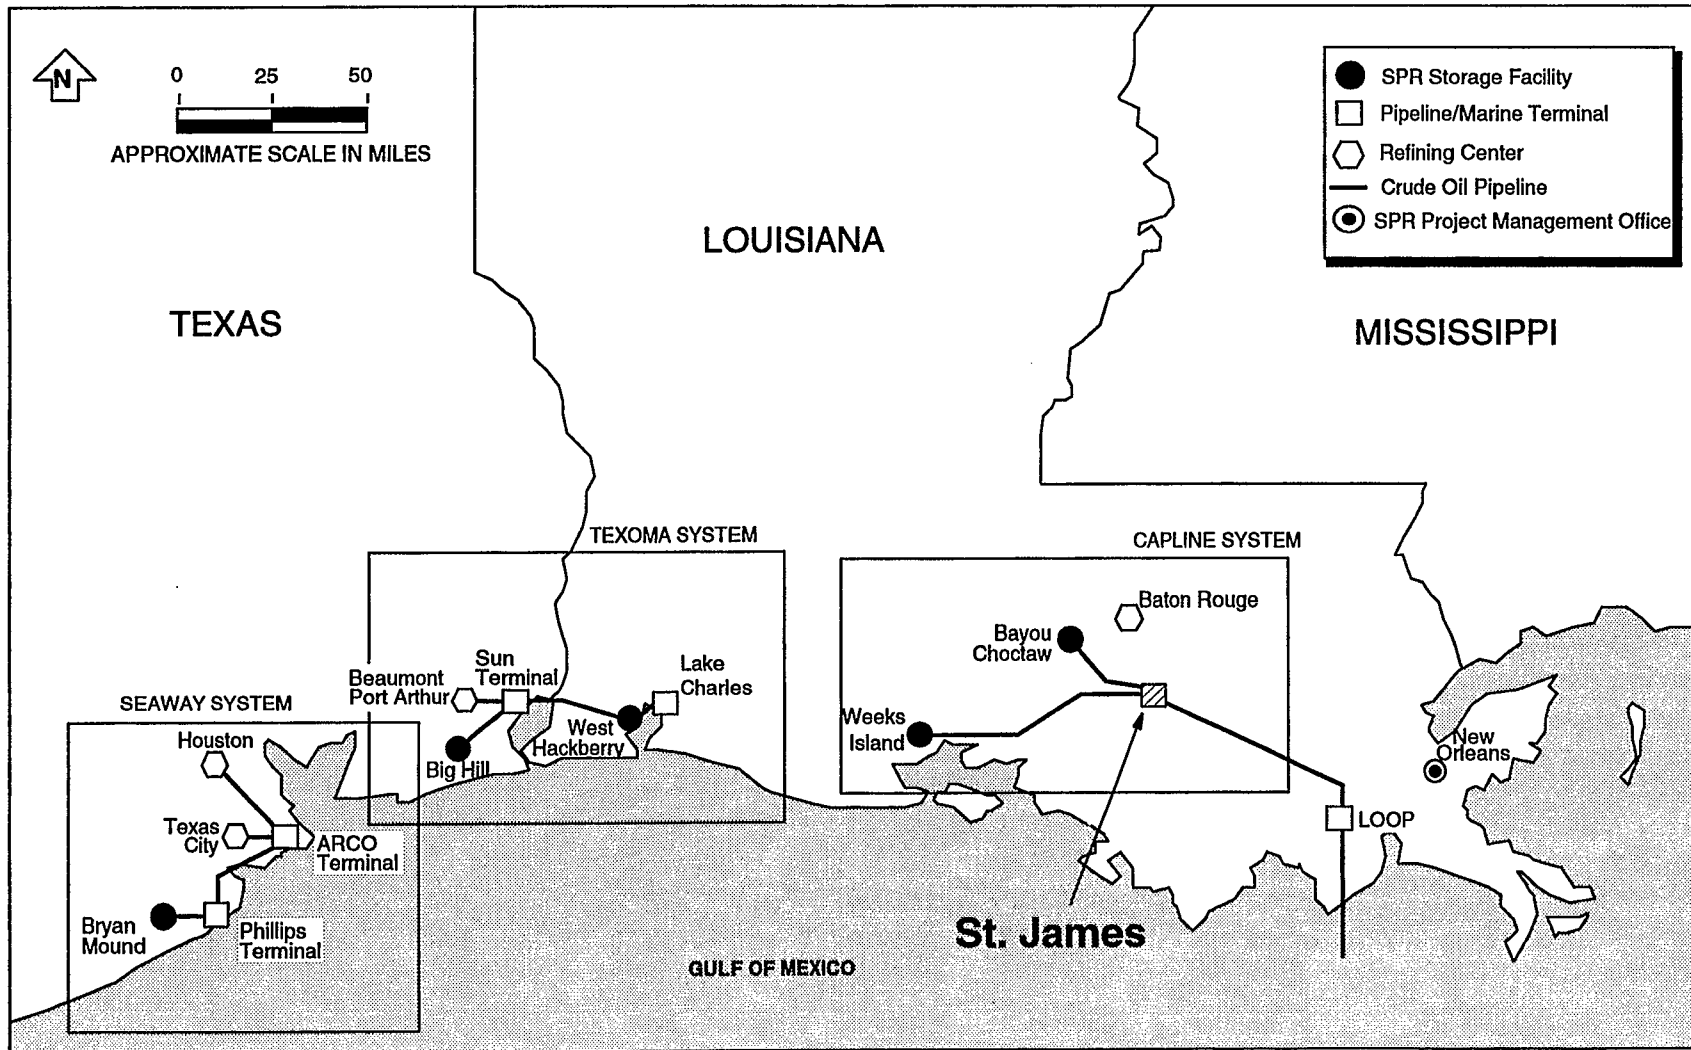 N
0 25 50
APPROXIMATE SCALE IN MILES
SPR Storage Facility
Pipeline/Marine Terminal
Refining Center
Crude Oil Pipeline
SPR Project Management Office
LOUISIANA
TEXAS
MISSISSIPPI
TEXOMA SYSTEM
CAPLINE SYSTEM
SEAWAY SYSTEM
Baton Rouge
Bayou
Choctaw
Sun
Terminal
Lake
Charles
Beaumont
Port Arthur
West
Hackberry
Big Hill
Weeks
Island
Houston
New
Orleans
Texas
City
ARCO
Terminal
LOOP
Bryan
Mound
Phillips
Terminal
St. James
GULF OF MEXICO